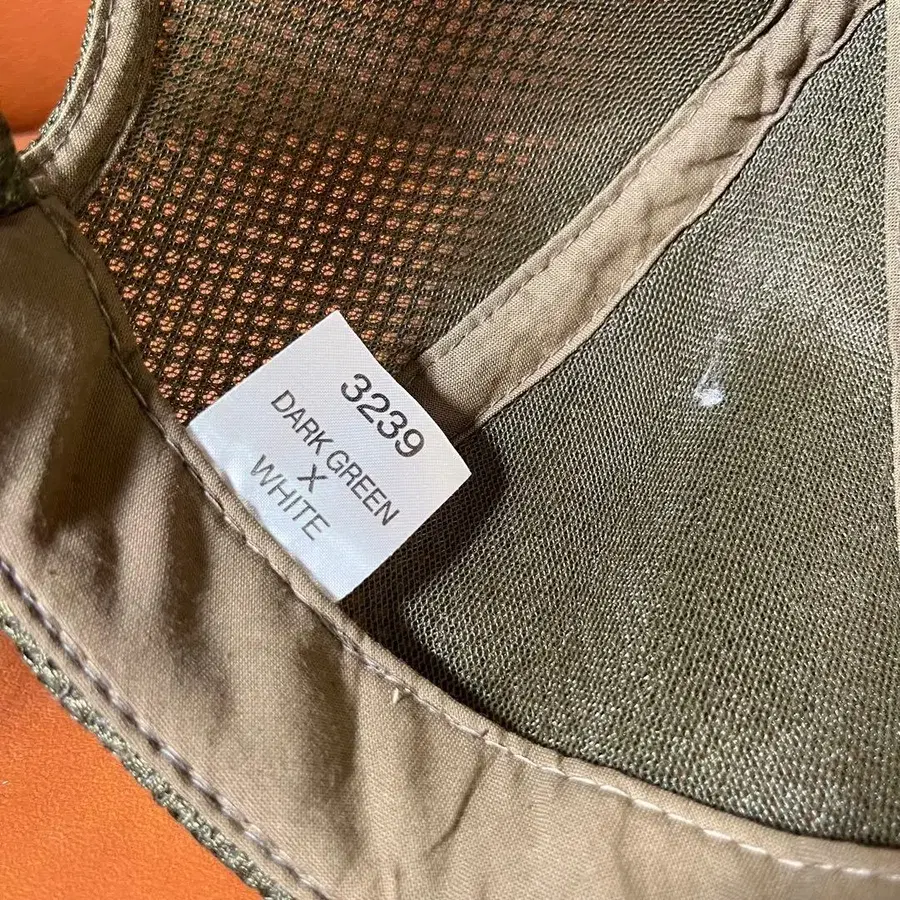 3239
DARK GREEN
X
WHITE